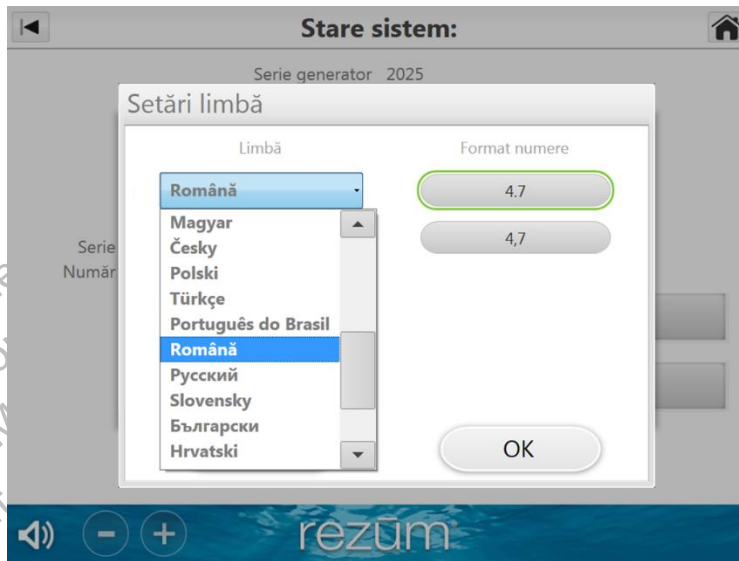 Stare sistem:
Serie generator 2025
Setări limbă
Limbă
Format numere
Română
4.7
Magyar
4,7
Česky
Serie
Polski
Număr
Türkçe
Português do Brasil
Română
Русский
Slovensky
Български
Hrvatski
OK
rezūm